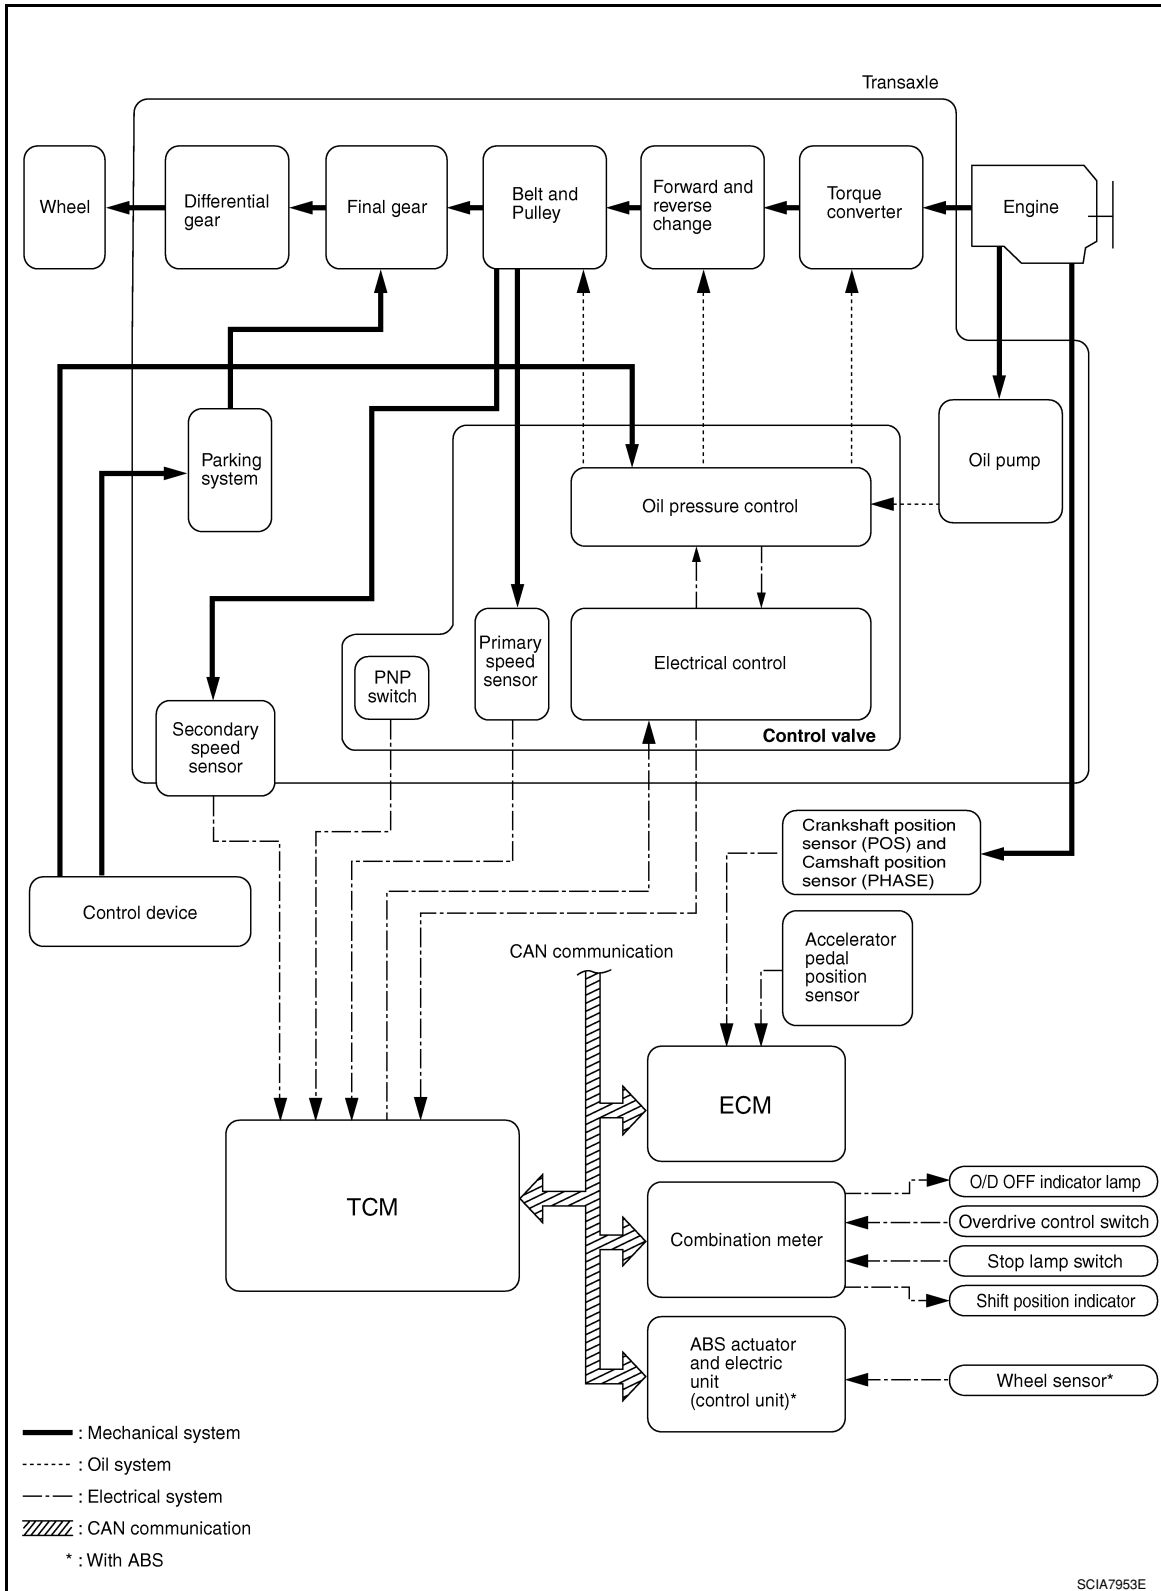 Transaxle
Wheel
Differential
gear
Final gear
Belt and
Pulley
Forward and
reverse
change
Torque
converter
Engine
Parking
system
Oil pump
Oil pressure control
Primary
speed
sensor
Electrical control
PNP
switch
Control valve
Secondary
speed
sensor
Crankshaft position
sensor (POS) and
Camshaft position
sensor (PHASE)
Control device
Accelerator
pedal
position
sensor
CAN communication
ECM
TCM
O/D OFF indicator lamp
Overdrive control switch
Combination meter
Stop lamp switch
Shift position indicator
ABS actuator
and electric
unit
(control unit)*
Wheel sensor*
: Mechanical system
: Oil system
: Electrical system
: CAN communication
* : With ABS
SCIA7953E